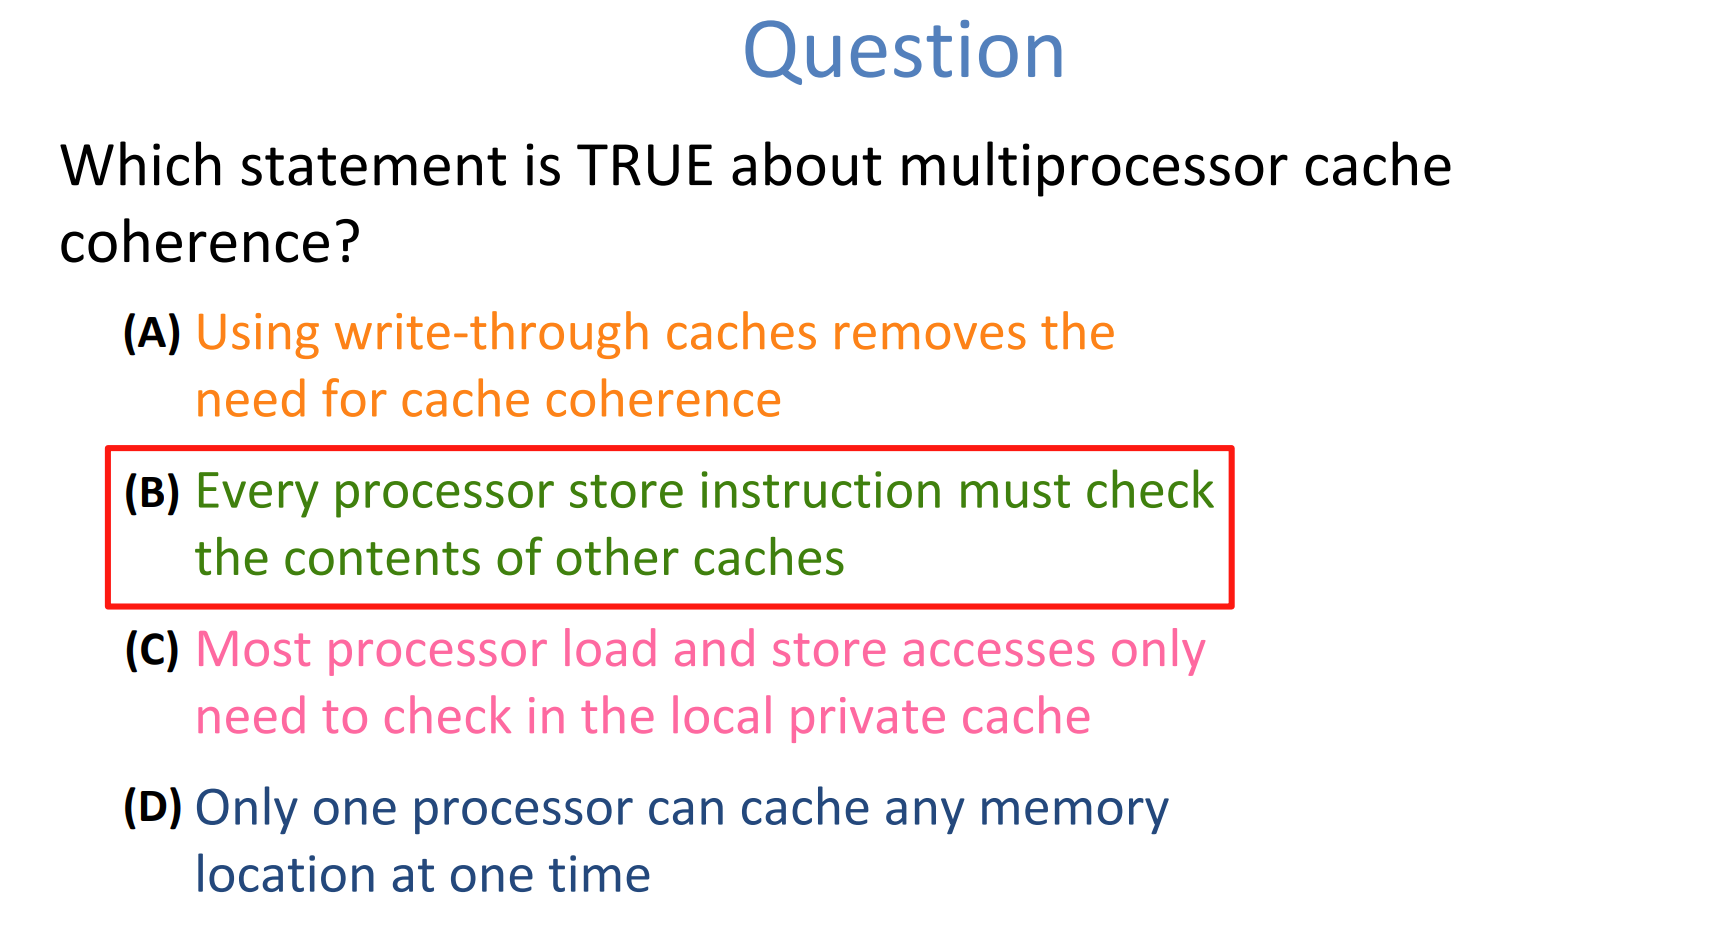 Question
Which statement is TRUE about multiprocessor cache
coherence?
(A) Using write-through caches removes the
need for cache coherence
(B) Every processor store instruction must check
the contents of other caches
(C) Most processor load and store accesses only
need to check in the local private cache
(D) Only one processor can cache any memory
location at one time